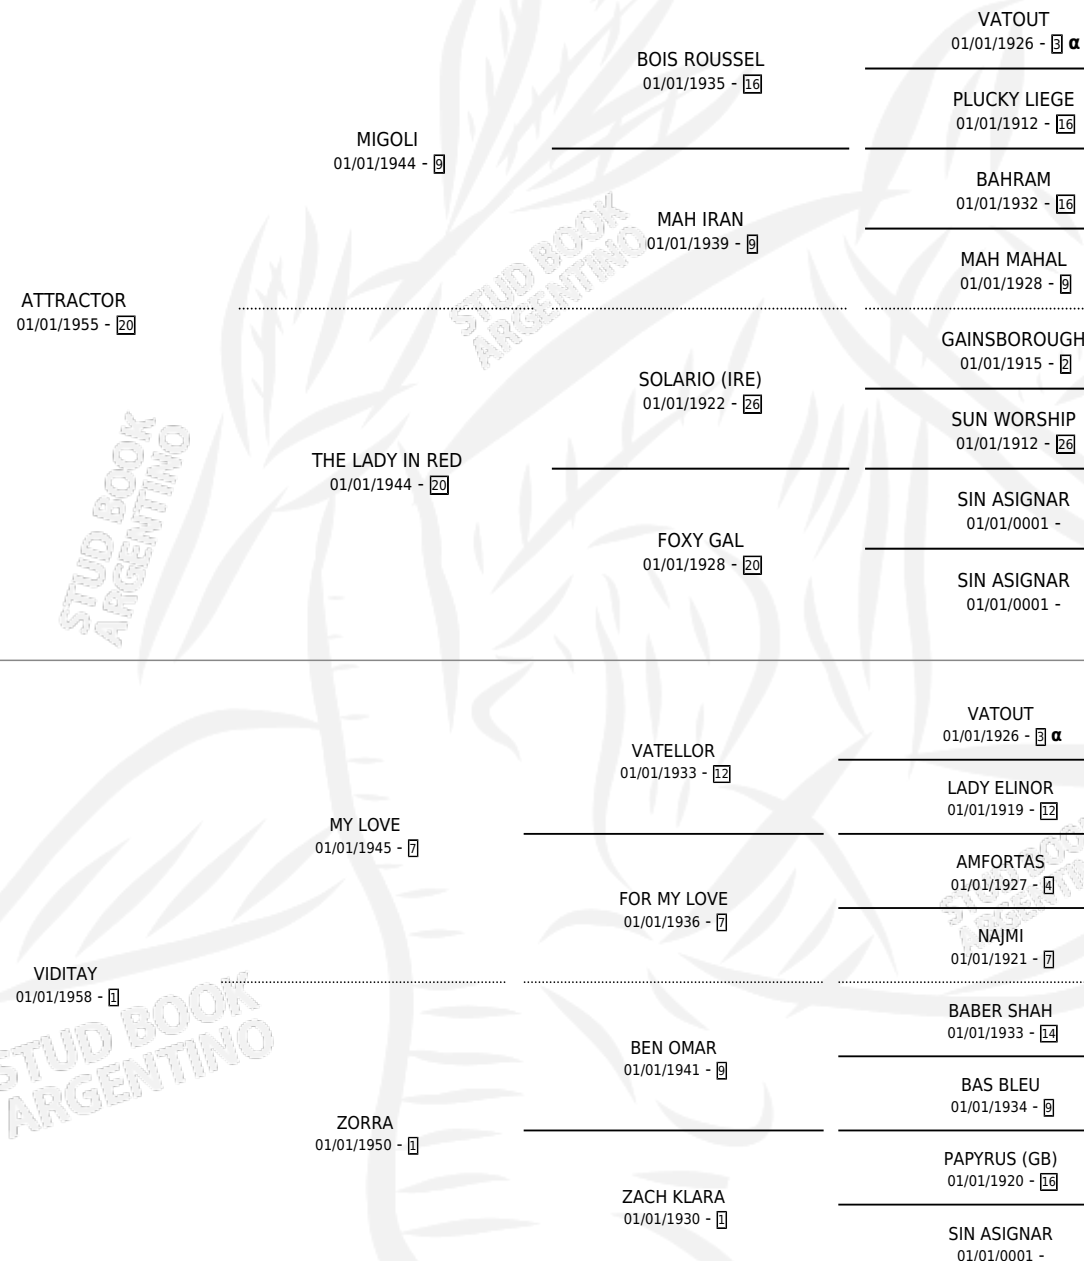 VATOUT
01/01/1926 - 3 α
BOIS ROUSSEL
01/01/1935 - 16
PLUCKY LIEGE
01/01/1912 - 16
MIGOLI
01/01/1944 - 9
BAHRAM
01/01/1932 - 16
MAH IRAN
01/01/1939 - 9
MAH MAHAL
01/01/1928 - 9
STUD BOOK
ARGENTINO
ATTRACTOR
01/01/1955 - 20
GAINSBOROUGH
01/01/1915 - 2
SOLARIO (IRE)
01/01/1922 - 26
SUN WORSHIP
01/01/1912 - 26
THE LADY IN RED
01/01/1944 - 20
SIN ASIGNAR
01/01/0001 -
FOXY GAL
01/01/1928 - 20
SIN ASIGNAR
01/01/0001 -
STUD BOOK
ARGENTINO
VATOUT
01/01/1926 - 3 α
VATELLOR
01/01/1933 - 12
LADY ELINOR
01/01/1919 - 12
MY LOVE
01/01/1945 - 7
AMFORTAS
01/01/1927 - 4
FOR MY LOVE
01/01/1936 - 7
NAJMI
01/01/1921 - 7
VIDITAY
01/01/1958 - 1
BABER SHAH
01/01/1933 - 14
BEN OMAR
01/01/1941 - 9
BAS BLEU
01/01/1934 - 9
STUD BOOK
ARGENTINO
ZORRA
01/01/1950 - 1
PAPYRUS (GB)
01/01/1920 - 16
ZACH KLARA
01/01/1930 - 1
SIN ASIGNAR
01/01/0001 -